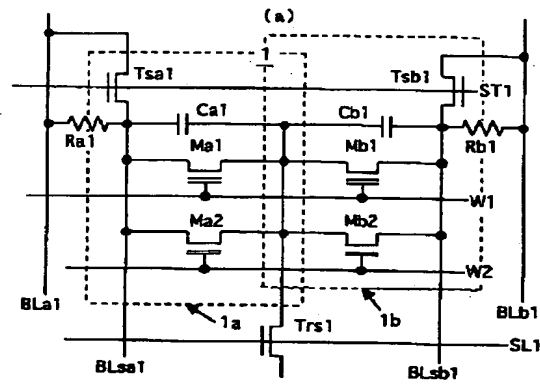 (a)
1
Tsa1
Tsb1
ST1
Ca1
Cb1
Ra1
Rb1
Ma1
Mb1
W1
Ma2
Mb2
W2
BLa1
BLb1
1a
Trs1
1b
SL1
BLsa1
BLsb1